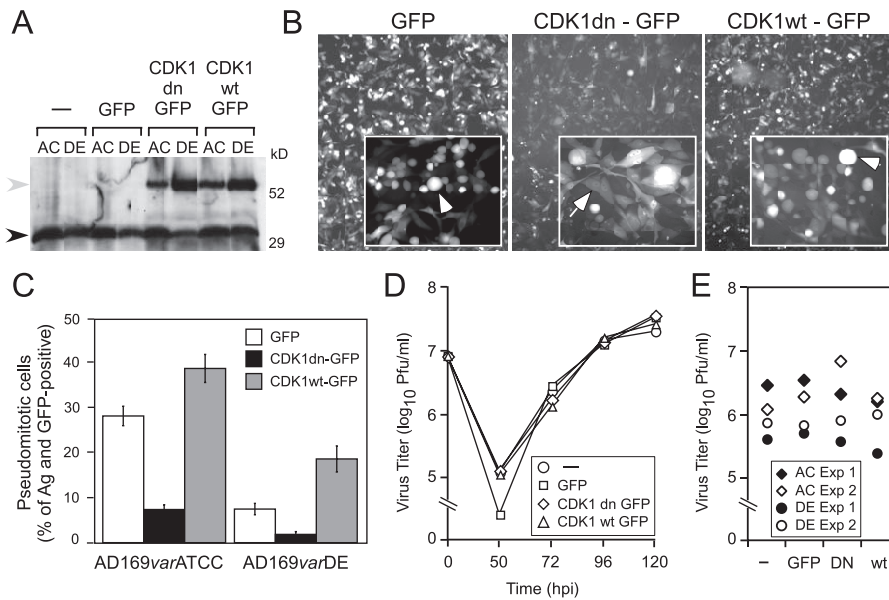 A
CDK1 CDK1
dn wt
— GFP GFP GFP
AC DE AC DE AC DE AC DE
kD
52
29
B
GFP CDK1dn - GFP CDK1wt - GFP
C
Pseudomitotic cells
(% of Ag and GFP-positive)
50
40
30
20
10
0
GFP
CDK1dn-GFP
CDK1wt-GFP
AD169varATCC AD169varDE
D
Virus Titer (log10 Pfu/ml)
8
7
6
5
0
—
GFP
CDK1 dn GFP
CDK1 wt GFP
0 50 72 96 120
Time (hpi)
E
Virus Titer (log10 Pfu/ml)
8
7
6
5
0
AC Exp 1
AC Exp 2
DE Exp 1
DE Exp 2
– GFP DN wt